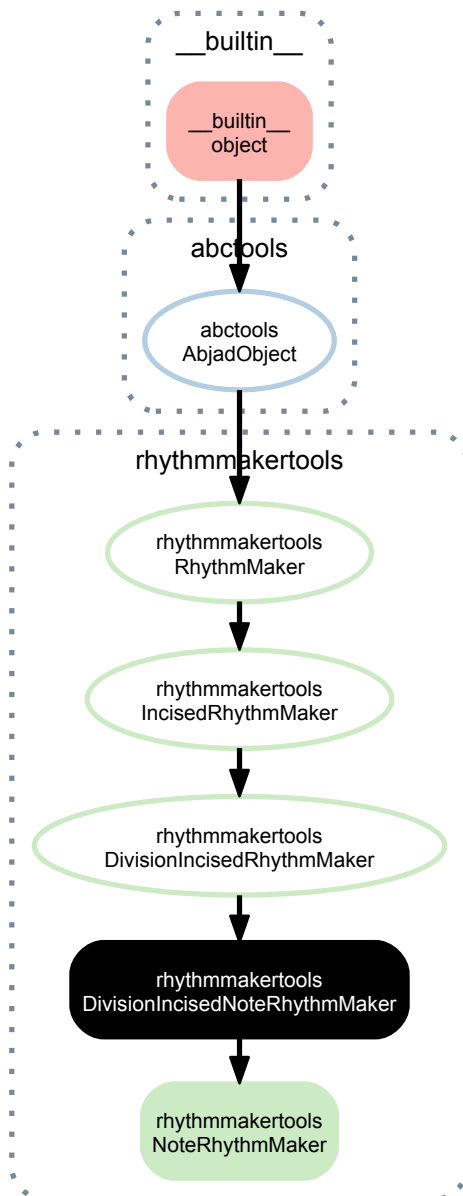 __builtin__
__builtin__
object
abctools
abctools
AbjadObject
rhythmmakertools
rhythmmakertools
RhythmMaker
rhythmmakertools
IncisedRhythmMaker
rhythmmakertools
DivisionIncisedRhythmMaker
rhythmmakertools
DivisionIncisedNoteRhythmMaker
rhythmmakertools
NoteRhythmMaker